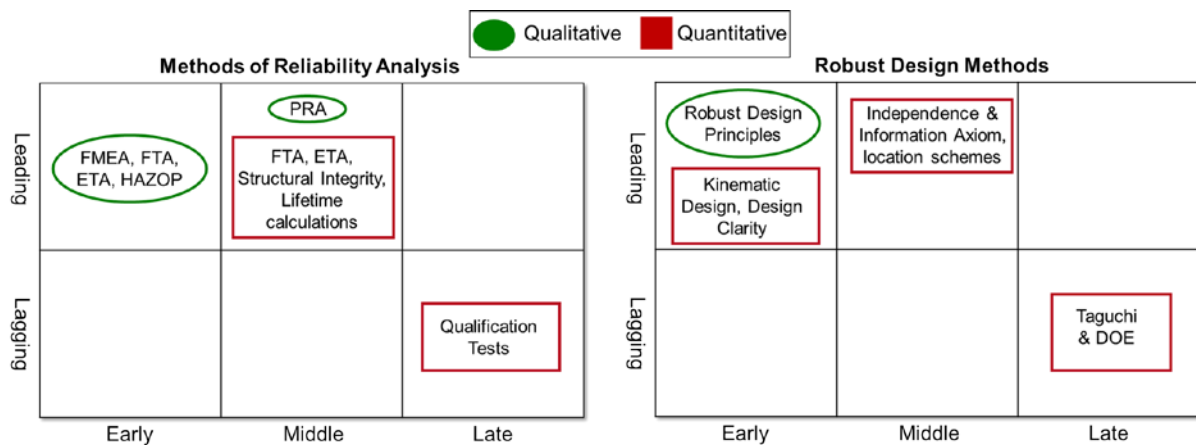 Qualitative
Quantitative
Methods of Reliability Analysis
Leading
Lagging
FMEA, FTA,
ETA, HAZOP
PRA
FTA, ETA,
Structural Integrity,
Lifetime
calculations
Qualification
Tests
Early
Middle
Late
Robust Design Methods
Leading
Lagging
Robust Design
Principles
Kinematic
Design, Design
Clarity
Independence &
Information Axiom,
location schemes
Taguchi
& DOE
Early
Middle
Late